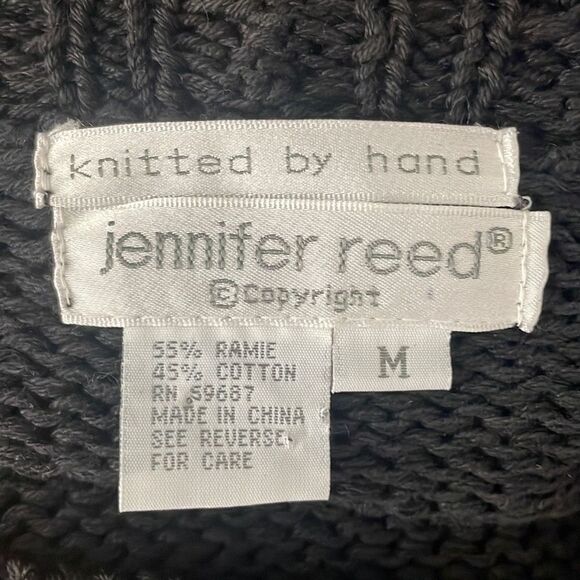 knitted by hand
jennifer reed®
©Copyright
55% RAMIE
45% COTTON
RN 59687
MADE IN CHINA
SEE REVERSE
FOR CARE
M